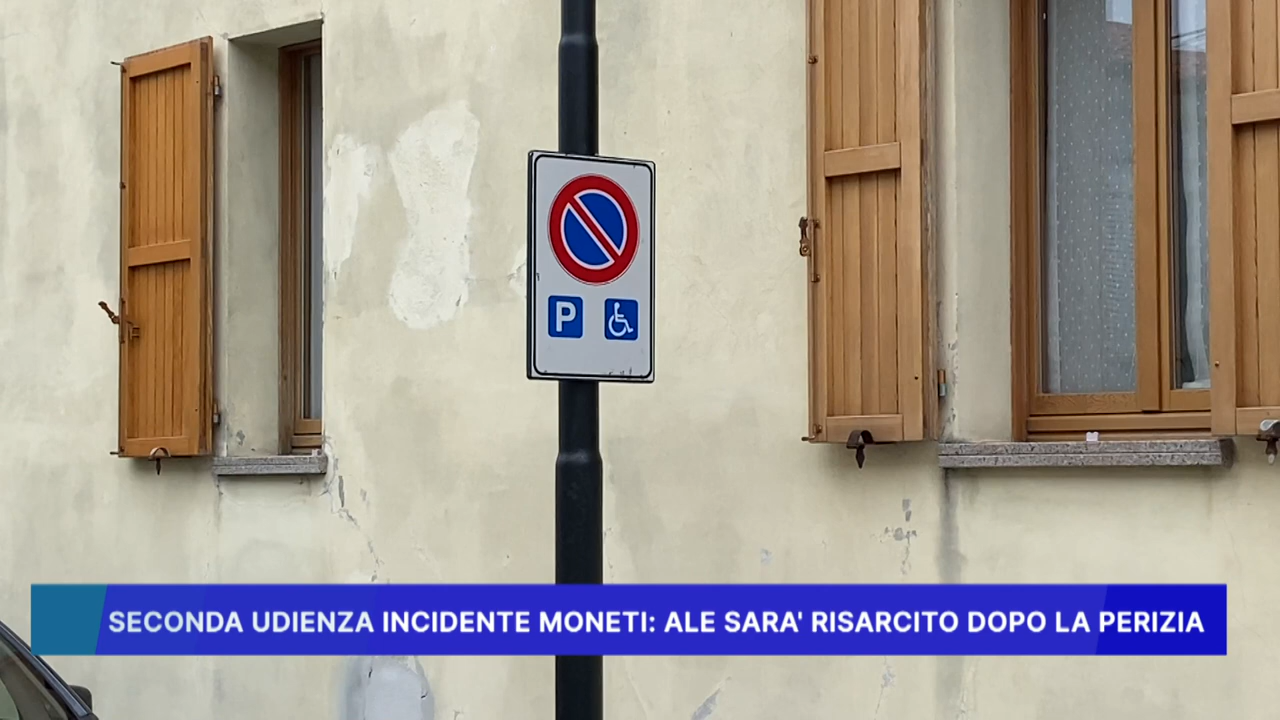 P
SECONDA UDIENZA INCIDENTE MONETI: ALE SARA' RISARCITO DOPO LA PERIZIA